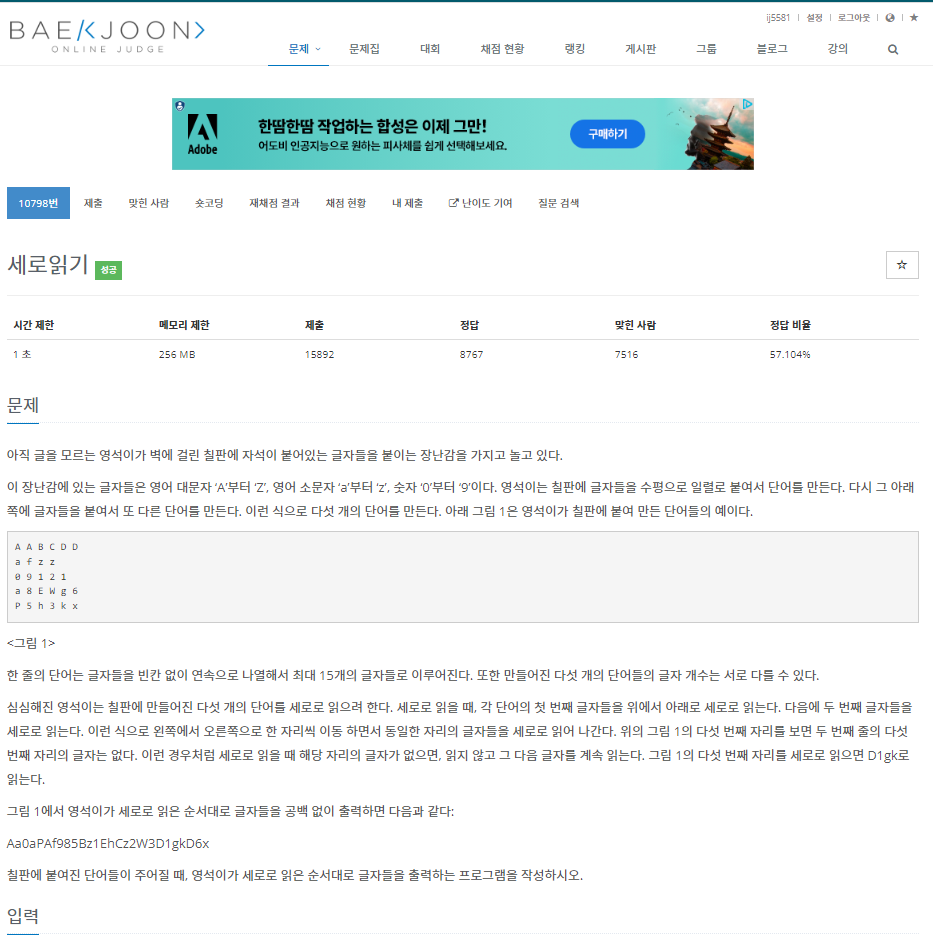 BAEKJOON>
ONLINE JUDGE
ij5581 | 설정 | 로그아웃 |
문제 문제집 대회 채점 현황 랭킹 게시판 그룹 블로그 강의
Adobe
한땀한땀 작업하는 합성은 이제 그만!
어도비 인공지능으로 원하는 피사체를 쉽게 선택해보세요.
구매하기
10798번 제출 맞힌 사람 숏코딩 재채점 결과 채점 현황 내 제출 난이도 기여 질문 검색
세로읽기 성공
시간 제한 메모리 제한 제출 정답 맞힌 사람 정답 비율
1 초 256 MB 15892 8767 7516 57.104%
문제
아직 글을 모르는 영석이가 벽에 걸린 칠판에 자석이 붙어있는 글자들을 붙이는 장난감을 가지고 놀고 있다.
이 장난감에 있는 글자들은 영어 대문자 ‘A’부터 ‘Z’, 영어 소문자 ‘a’부터 ‘z’, 숫자 ‘0’부터 ‘9’이다. 영석이는 칠판에 글자들을 수평으로 일렬로 붙여서 단어를 만든다. 다시 그 아래
쪽에 글자들을 붙여서 또 다른 단어를 만든다. 이런 식으로 다섯 개의 단어를 만든다. 아래 그림 1은 영석이가 칠판에 붙여 만든 단어들의 예이다.
A A B C D D
a f z z
0 9 1 2 1
a 8 E W g 6
P 5 h 3 k x
<그림 1>
한 줄의 단어는 글자들을 빈칸 없이 연속으로 나열해서 최대 15개의 글자들로 이루어진다. 또한 만들어진 다섯 개의 단어들의 글자 개수는 서로 다를 수 있다.
심심해진 영석이는 칠판에 만들어진 다섯 개의 단어를 세로로 읽으려 한다. 세로로 읽을 때, 각 단어의 첫 번째 글자들을 위에서 아래로 세로로 읽는다. 다음에 두 번째 글자들을
세로로 읽는다. 이런 식으로 왼쪽에서 오른쪽으로 한 자리씩 이동 하면서 동일한 자리의 글자들을 세로로 읽어 나간다. 위의 그림 1의 다섯 번째 자리를 보면 두 번째 줄의 다섯
번째 자리의 글자는 없다. 이런 경우처럼 세로로 읽을 때 해당 자리의 글자가 없으면, 읽지 않고 그 다음 글자를 계속 읽는다. 그림 1의 다섯 번째 자리를 세로로 읽으면 D1gk로
읽는다.
그림 1에서 영석이가 세로로 읽은 순서대로 글자들을 공백 없이 출력하면 다음과 같다:
Aa0aPAf985Bz1EhCz2W3D1gkD6x
칠판에 붙여진 단어들이 주어질 때, 영석이가 세로로 읽은 순서대로 글자들을 출력하는 프로그램을 작성하시오.
입력